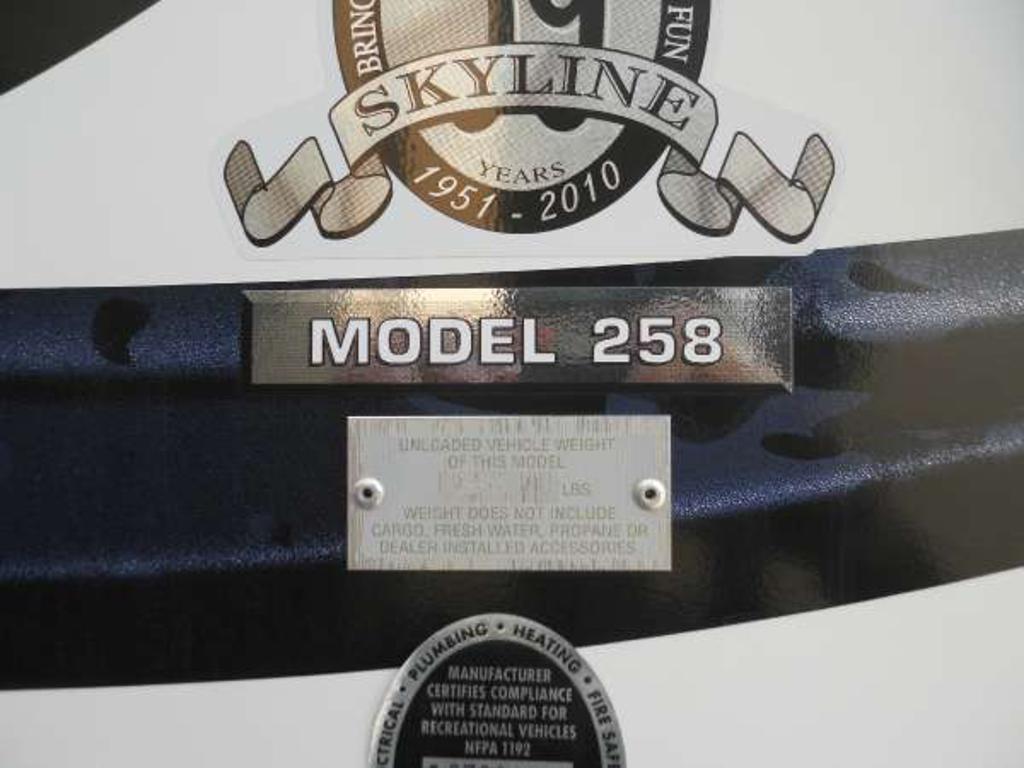 BRING
FUN
SKYLINE
YEARS
1951 - 2010
MODEL 258
UNLOADED VEHICLE WEIGHT
OF THIS MODEL
LBS
WEIGHT DOES NOT INCLUDE
CARGO, FRESH WATER, PROPANE OR
DEALER INSTALLED ACCESSORIES
PLUMBING • HEATING •
MANUFACTURER
CERTIFIES COMPLIANCE
WITH STANDARD FOR
RECREATIONAL VEHICLES
NFPA 1192